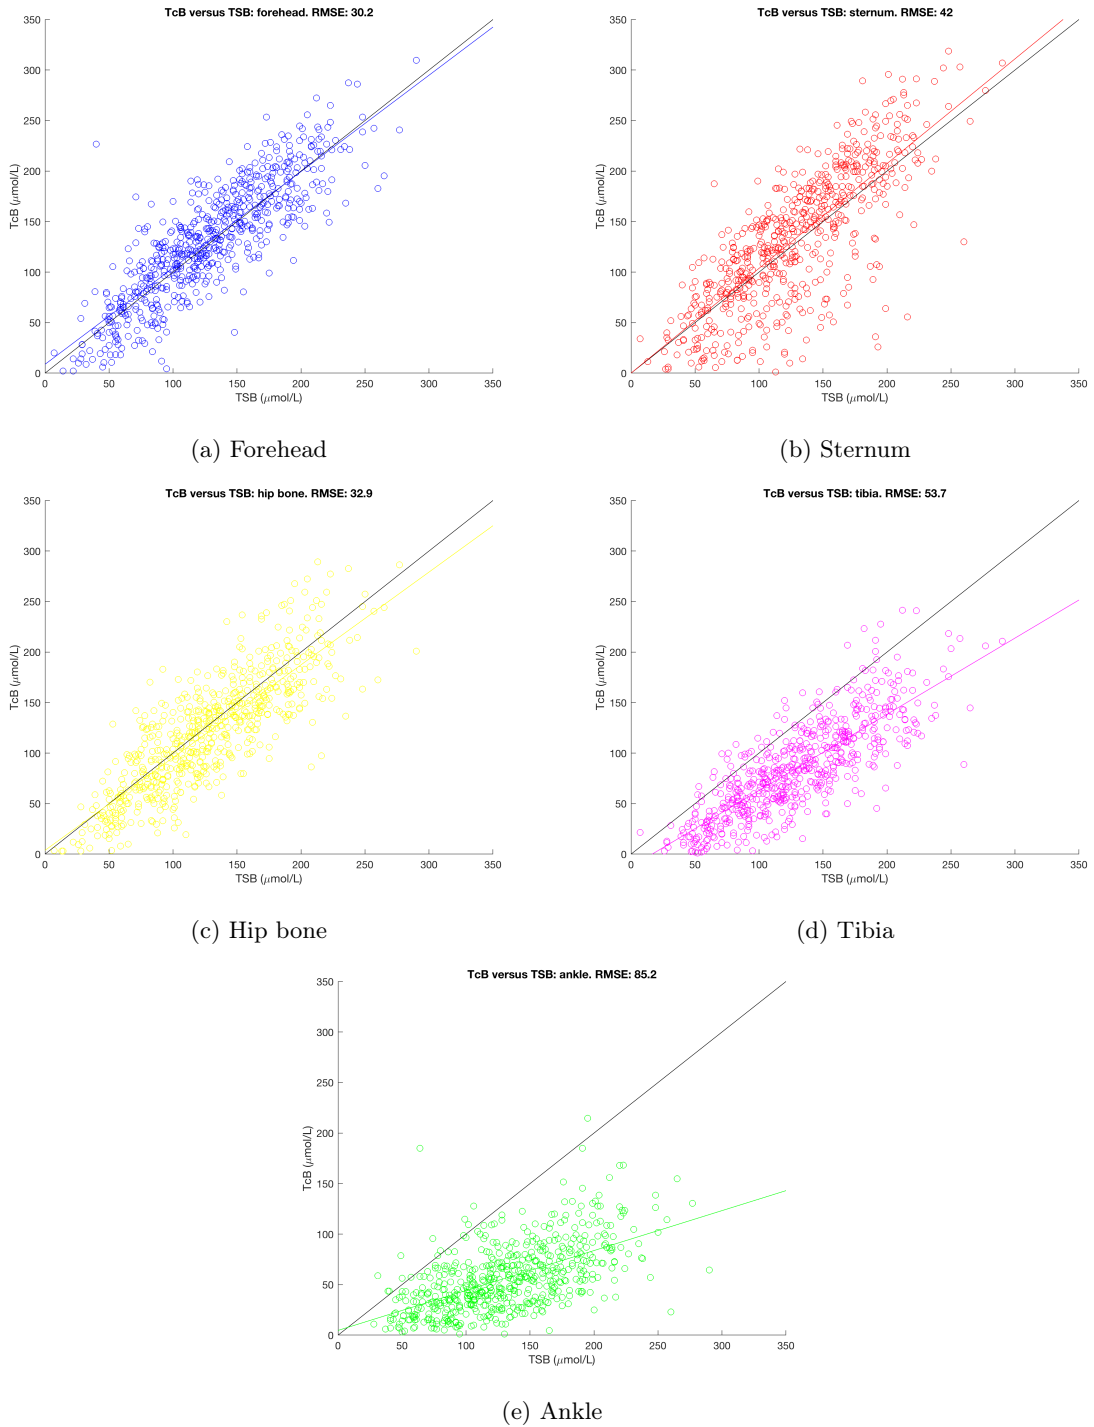 TcB versus TSB: forehead. RMSE: 30.2
350
300
250
200
150
100
50
0
TcB (μmol/L)
0 50 100 150 200 250 300 350
TSB (μmol/L)
(a) Forehead
TcB versus TSB: sternum. RMSE: 42
350
300
250
200
150
100
50
0
TcB (μmol/L)
0 50 100 150 200 250 300 350
TSB (μmol/L)
(b) Sternum
TcB versus TSB: hip bone. RMSE: 32.9
350
300
250
200
150
100
50
0
TcB (μmol/L)
0 50 100 150 200 250 300 350
TSB (μmol/L)
(c) Hip bone
TcB versus TSB: tibia. RMSE: 53.7
350
300
250
200
150
100
50
0
TcB (μmol/L)
0 50 100 150 200 250 300 350
TSB (μmol/L)
(d) Tibia
TcB versus TSB: ankle. RMSE: 85.2
350
300
250
200
150
100
50
0
TcB (μmol/L)
0 50 100 150 200 250 300 350
TSB (μmol/L)
(e) Ankle